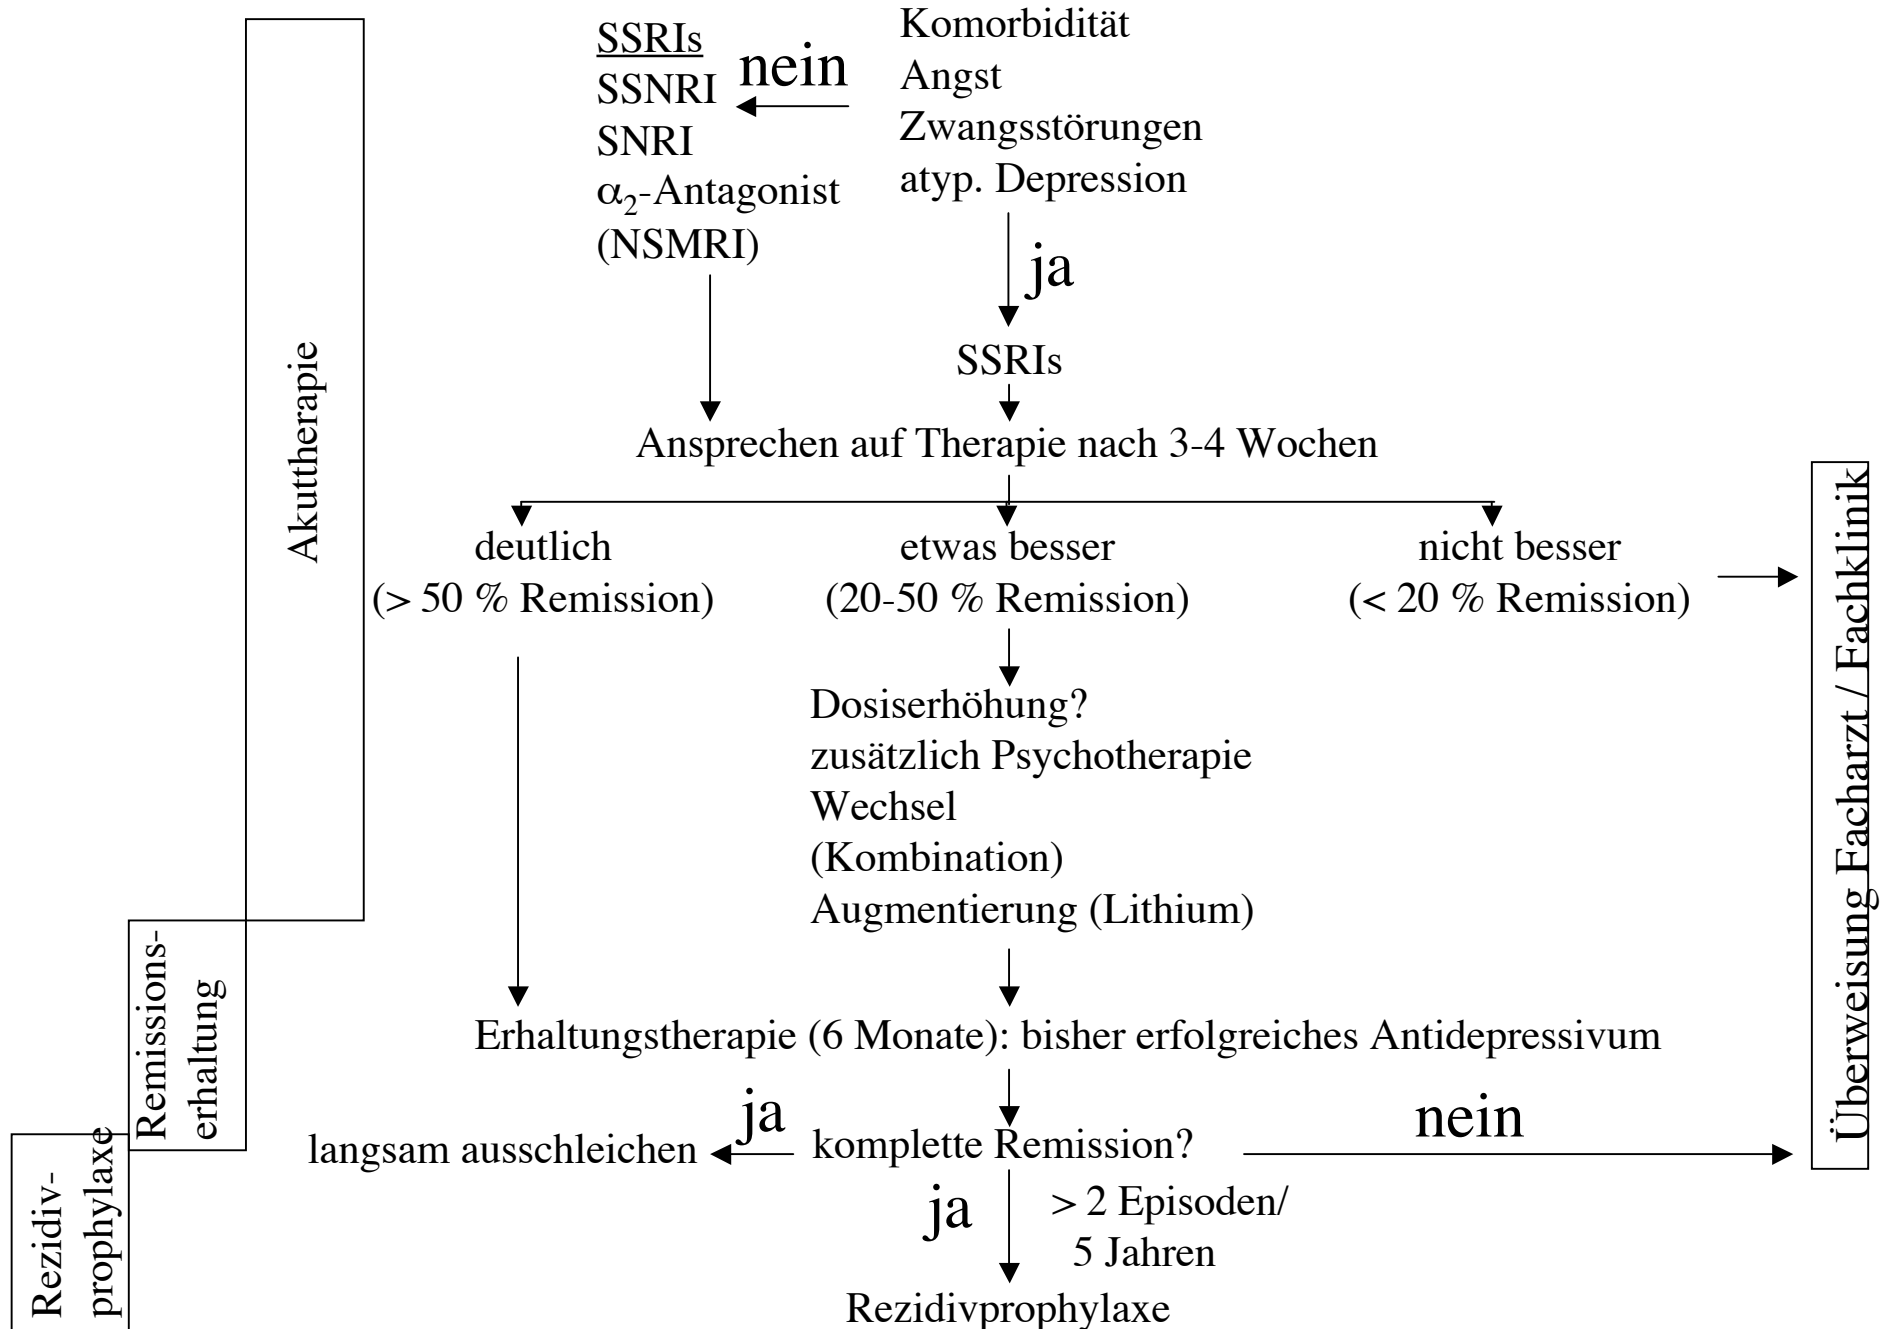 SSRIs
SSNRI
SNRI
α₂-Antagonist
(NSMRI)
nein
Komorbidität
Angst
Zwangsstörungen
atyp. Depression
ja
SSRIs
Akuttherapie
Ansprechen auf Therapie nach 3-4 Wochen
deutlich
(> 50 % Remission)
etwas besser
(20-50 % Remission)
nicht besser
(< 20 % Remission)
Überweisung Facharzt / Fachklinik
Dosiserhöhung?
zusätzlich Psychotherapie
Wechsel
(Kombination)
Augmentierung (Lithium)
Remissions-
erhaltung
Erhaltungstherapie (6 Monate): bisher erfolgreiches Antidepressivum
langsam ausschleichen
ja
komplette Remission?
nein
ja
> 2 Episoden/
5 Jahren
Rezidiv-
prophylaxe
Rezidivprophylaxe